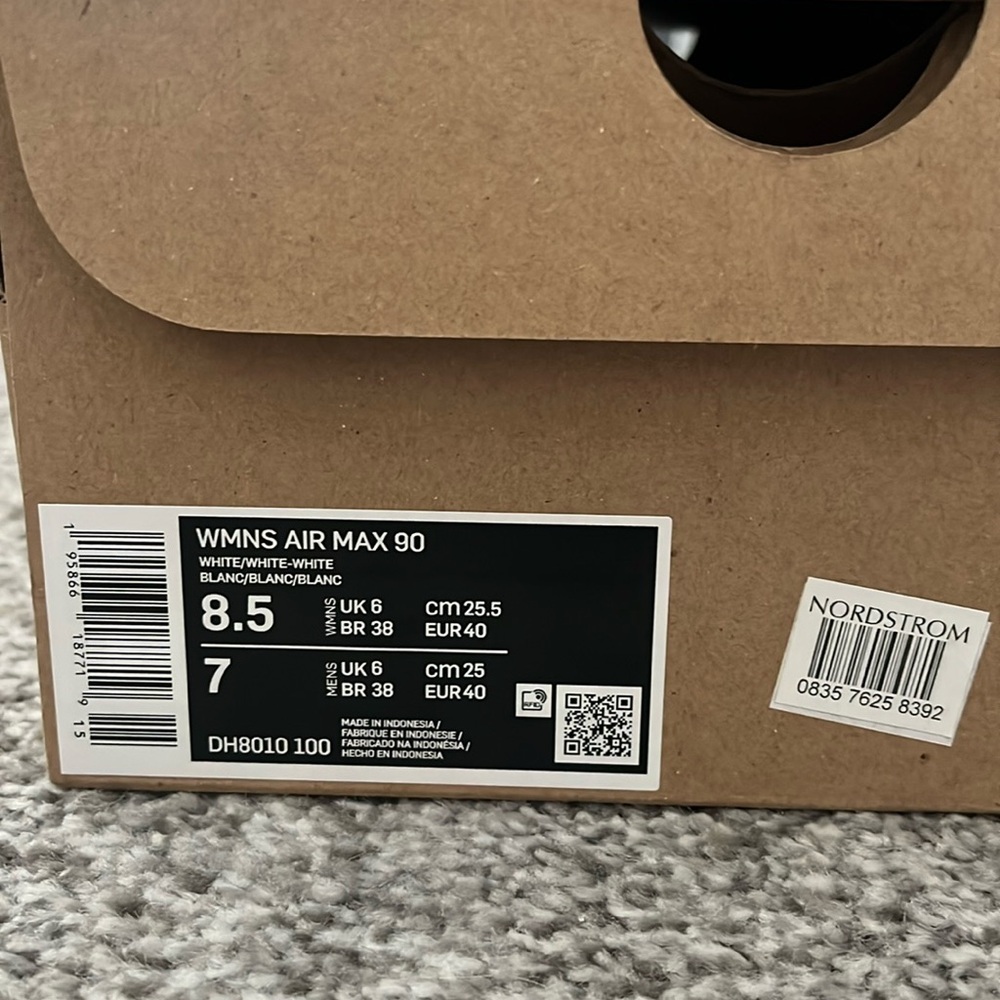 WMNS AIR MAX 90
WHITE/WHITE-WHITE
BLANC/BLANC/BLANC
8.5 WMNS UK 6 cm 25.5
BR 38 EUR 40
7 MENS UK 6 cm 25
BR 38 EUR 40
MADE IN INDONESIA /
FABRIQUE EN INDONESIE /
FABRICADO NA INDONÉSIA /
HECHO EN INDONESIA
DH8010 100
RFID
1 95866 18771 9 15
NORDSTROM
0835 7625 8392